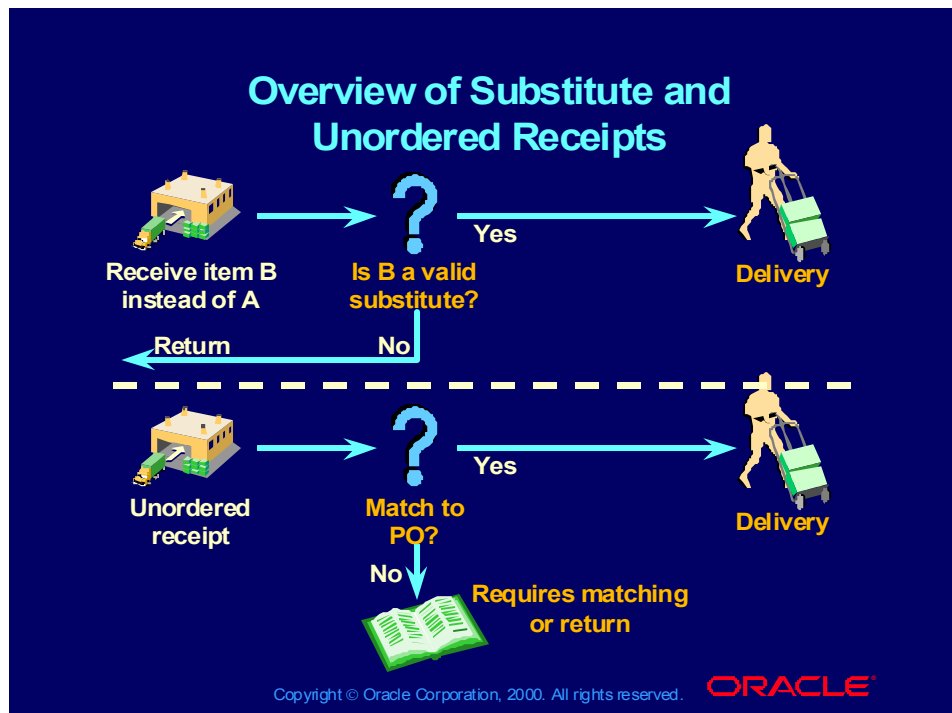 Overview of Substitute and
Unordered Receipts
Receive item B
instead of A
Is B a valid
substitute?
Yes
Delivery
Return
No
Unordered
receipt
Match to
PO?
Yes
Delivery
No
Requires matching
or return
Copyright © Oracle Corporation, 2000. All rights reserved.
ORACLE®